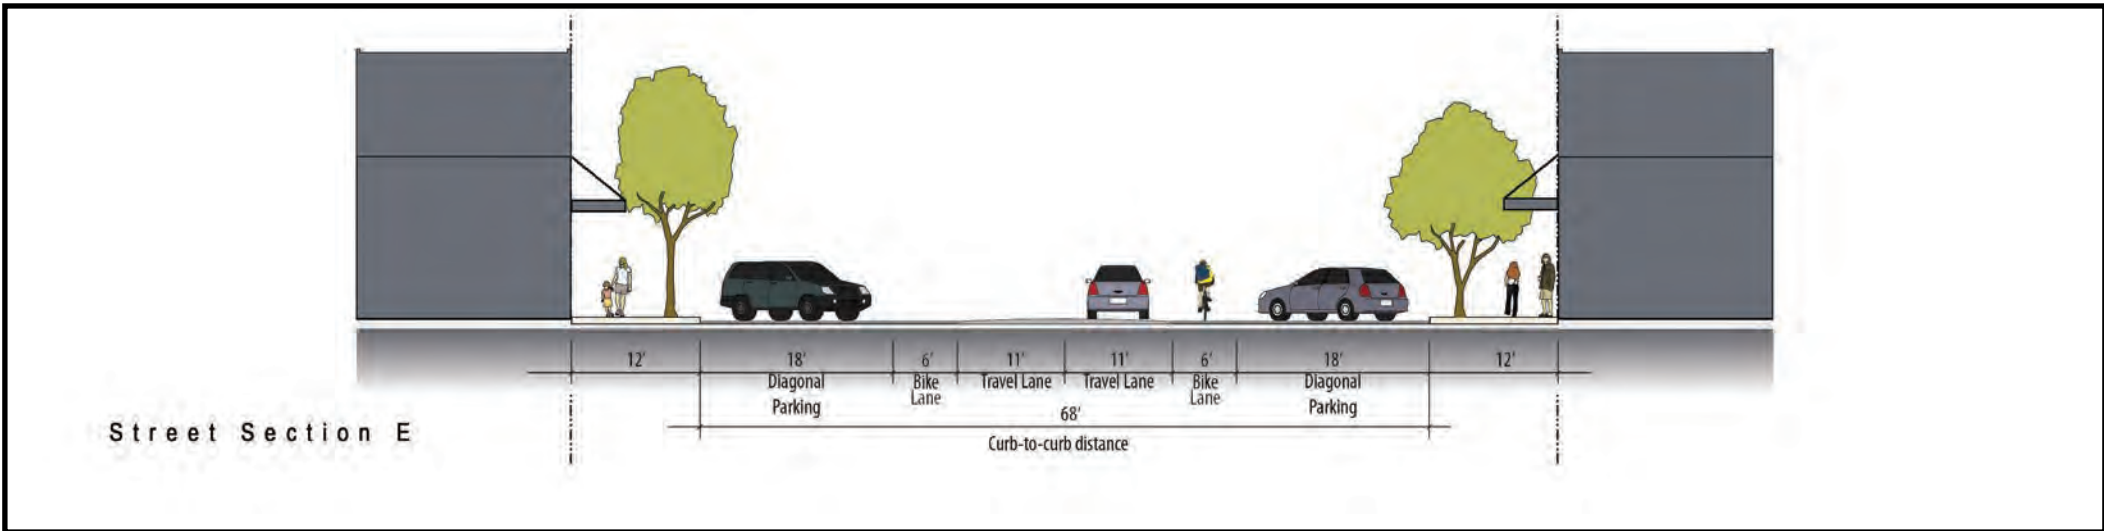 12' 18' 6' 11' 11' 6' 18' 12'
Diagonal Bike Travel Lane Travel Lane Bike Diagonal
Parking Lane Lane Parking
68'
Curb-to-curb distance
Street Section E